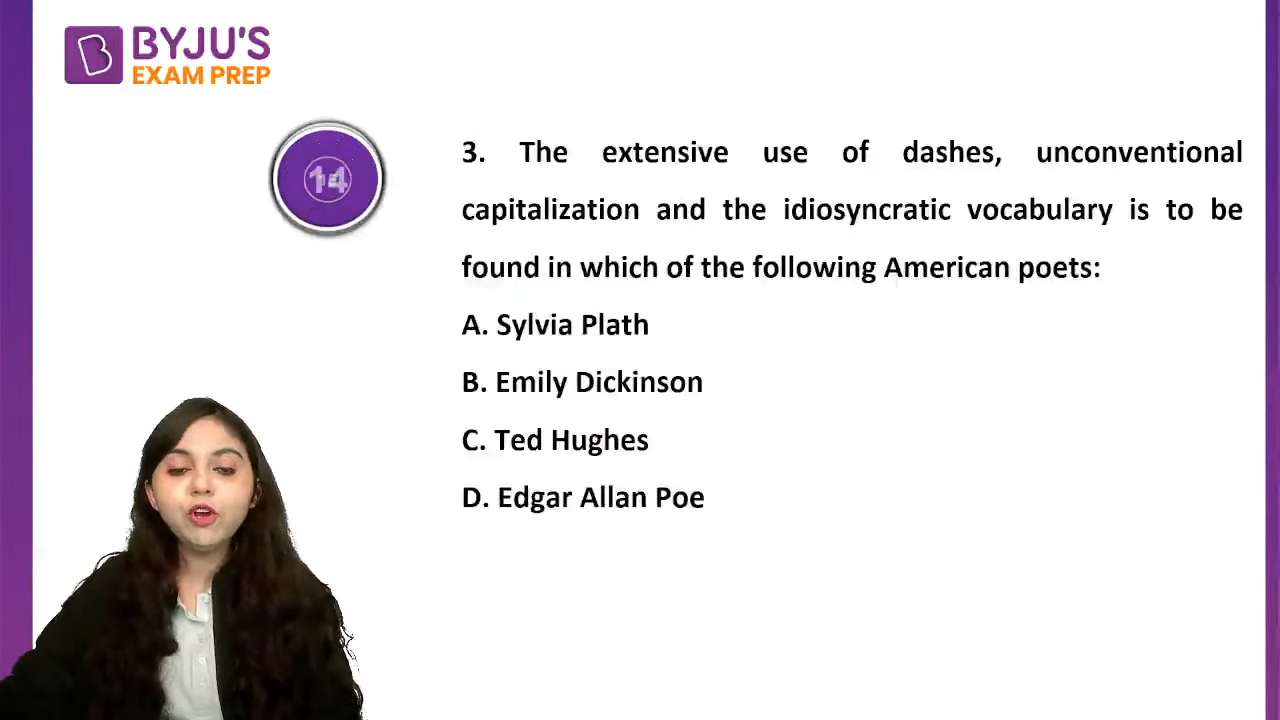 BYJU'S
EXAM PREP
3. The extensive use of dashes, unconventional
capitalization and the idiosyncratic vocabulary is to be
found in which of the following American poets:
A. Sylvia Plath
B. Emily Dickinson
C. Ted Hughes
D. Edgar Allan Poe